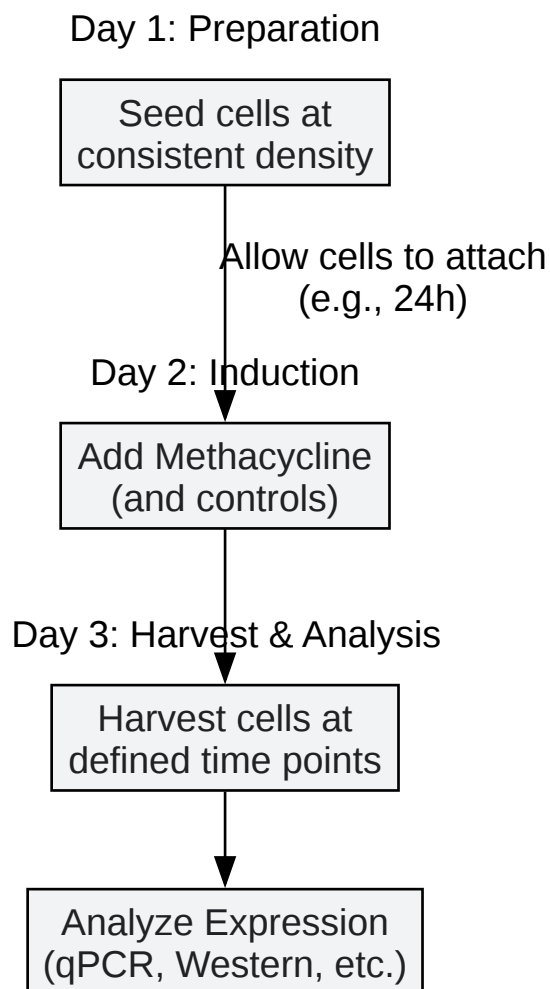 Day 1: Preparation
Seed cells at
consistent density
Allow cells to attach
(e.g., 24h)
Day 2: Induction
Add Methacycline
(and controls)
Day 3: Harvest & Analysis
Harvest cells at
defined time points
Analyze Expression
(qPCR, Western, etc.)